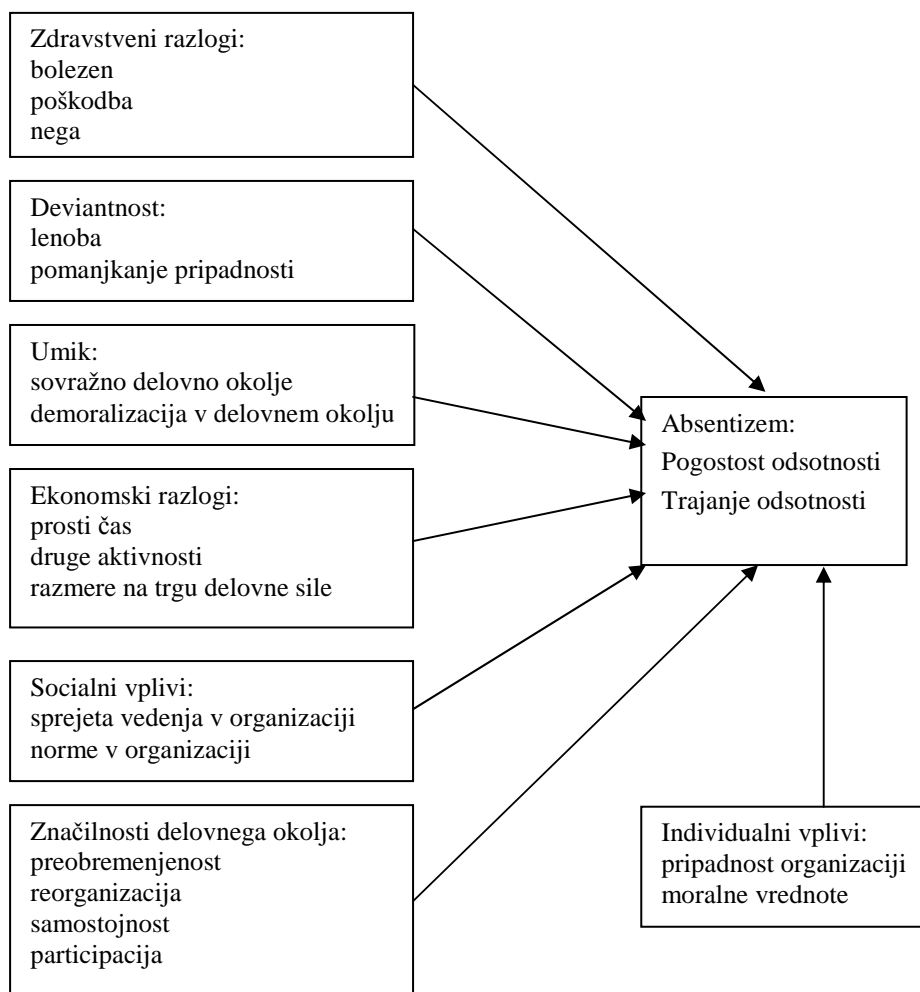 Zdravstveni razlogi:
bolezen
poškodba
nega
Deviantnost:
lenoba
pomanjkanje pripadnosti
Umik:
sovražno delovno okolje
demoralizacija v delovnem okolju
Ekonomski razlogi:
prosti čas
druge aktivnosti
razmere na trgu delovne sile
Socialni vplivi:
sprejeta vedenja v organizaciji
norme v organizaciji
Značilnosti delovnega okolja:
preobremenjenost
reorganizacija
samostojnost
participacija
Absentizem:
Pogostost odsotnosti
Trajanje odsotnosti
Individualni vplivi:
pripadnost organizaciji
moralne vrednote